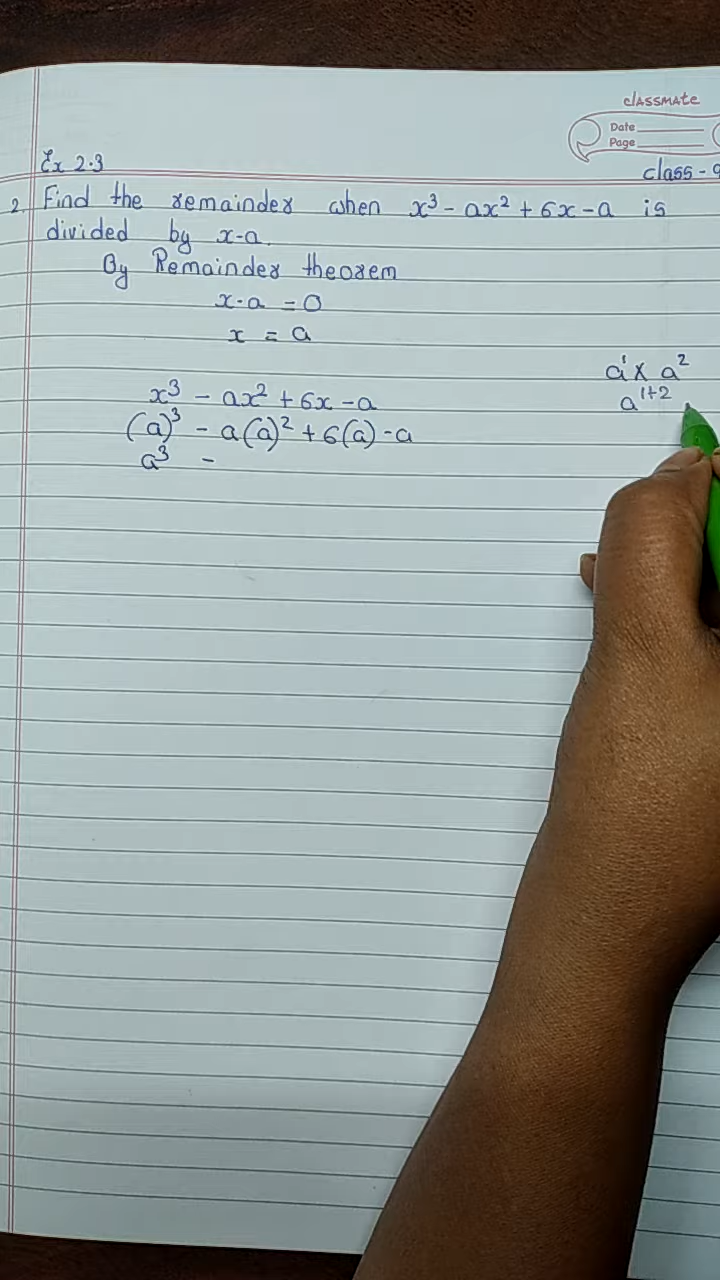 classmate
Date
Page
Ex 2.3
class - 9
2. Find the remainder when x³ - ax² + 6x - a is
divided by x-a.
By Remainder theorem
x - a = 0
x = a
a¹ x a²
a¹⁺²
x³ - ax² + 6x - a
(a)³ - a(a)² + 6(a) - a
a³ -